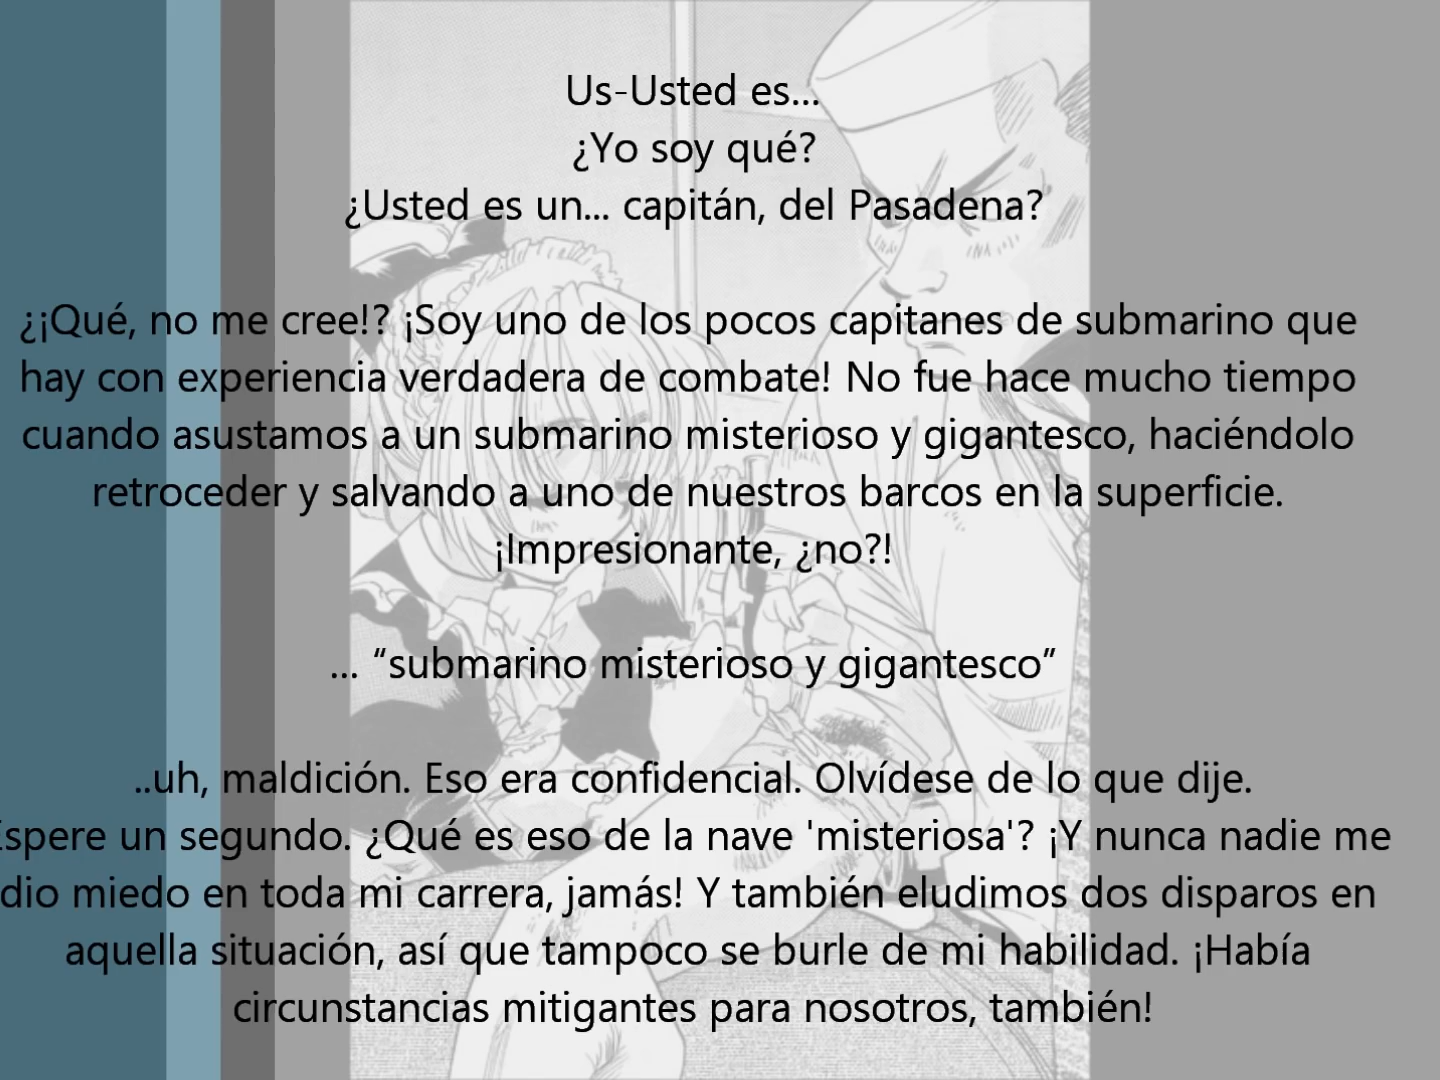 Us-Usted es...
¿Yo soy qué?
¿Usted es un... capitán, del Pasadena?
¿¡Qué, no me cree!? ¡Soy uno de los pocos capitanes de submarino que
hay con experiencia verdadera de combate! No fue hace mucho tiempo
cuando asustamos a un submarino misterioso y gigantesco, haciéndolo
retroceder y salvando a uno de nuestros barcos en la superficie.
¡Impresionante, ¿no?!
... “submarino misterioso y gigantesco”
..uh, maldición. Eso era confidencial. Olvídese de lo que dije.
Espere un segundo. ¿Qué es eso de la nave 'misteriosa'? ¡Y nunca nadie me
dio miedo en toda mi carrera, jamás! Y también eludimos dos disparos en
aquella situación, así que tampoco se burle de mi habilidad. ¡Había
circunstancias mitigantes para nosotros, también!